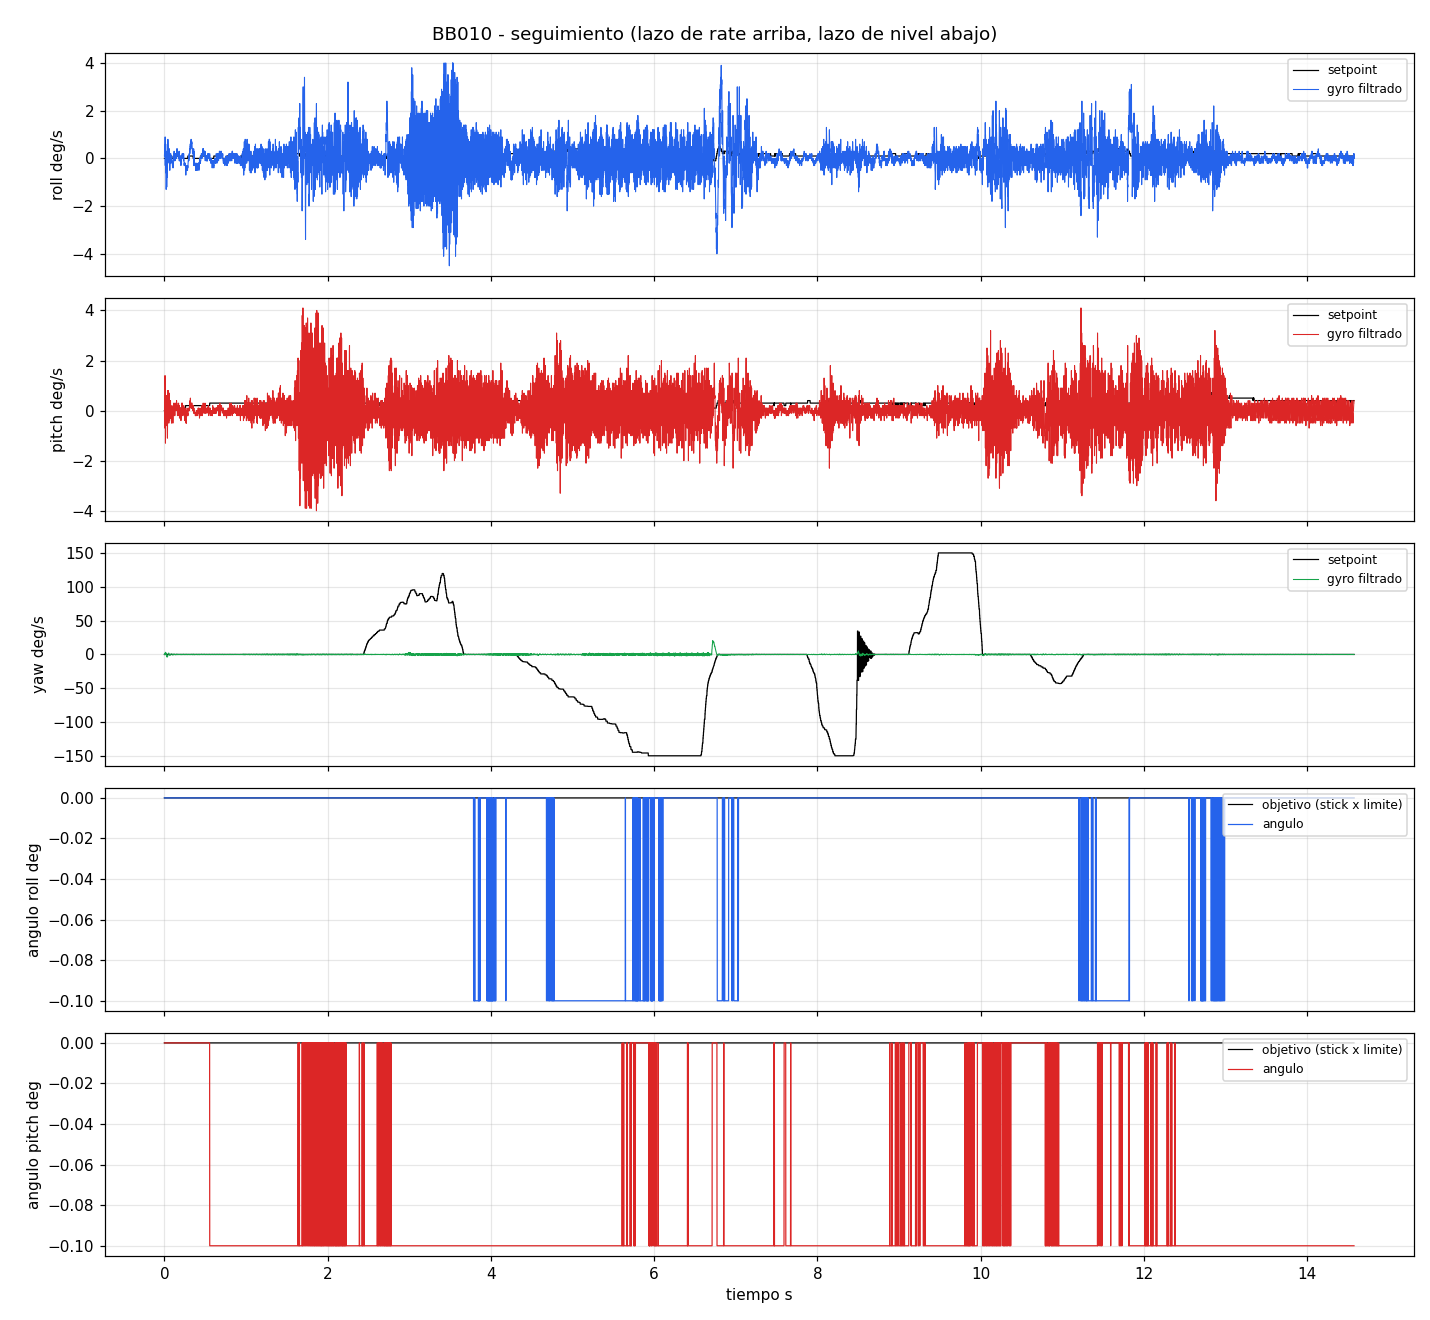 BB010 - seguimiento (lazo de rate arriba, lazo de nivel abajo)
4
2
0
−2
−4
roll deg/s
setpoint
gyro filtrado
4
2
0
−2
−4
pitch deg/s
setpoint
gyro filtrado
150
100
50
0
−50
−100
−150
yaw deg/s
setpoint
gyro filtrado
0.00
−0.02
−0.04
−0.06
−0.08
−0.10
angulo roll deg
objetivo (stick x limite)
angulo
0.00
−0.02
−0.04
−0.06
−0.08
−0.10
angulo pitch deg
objetivo (stick x limite)
angulo
0 2 4 6 8 10 12 14
tiempo s